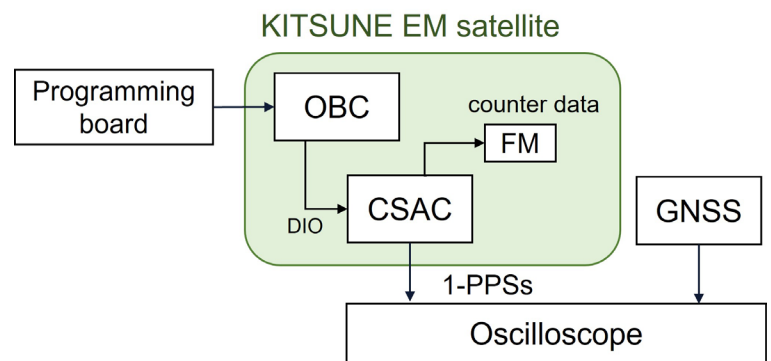 KITSUNE EM satellite
Programming
board
OBC
counter data
FM
DIO
CSAC
GNSS
1-PPSs
Oscilloscope